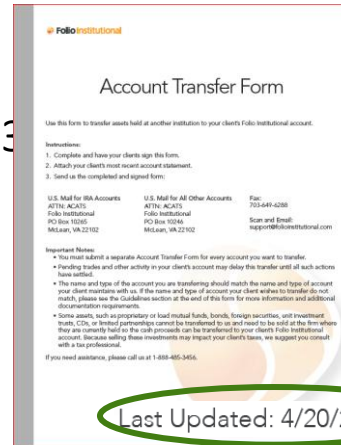 Folio Institutional
Account Transfer Form
Use this form to transfer assets held at another institution to your client's Folio Institutional account.
Instructions:
1. Complete and have your clients sign this form.
2. Attach your client's most recent account statement.
3. Send us the completed and signed form:
U.S. Mail for IRA Accounts
ATTN: ACATS
Folio Institutional
PO Box 10265
McLean, VA 22102
U.S. Mail for All Other Accounts
ATTN: ACATS
Folio Institutional
PO Box 10246
McLean, VA 22102
Fax:
703-649-6288
Scan and Email:
support@folioinstitutional.com
Important Notes:
• You must submit a separate Account Transfer Form for every account you want to transfer.
• Pending trades and other activity in your client's account may delay this transfer until all such actions
have settled.
• The name and type of the account you are transferring should match the name and type of account
your client maintains with us. If the name and type of account your client wishes to transfer do not
match, please see the Guidelines section at the end of this form for more information and additional
documentation requirements.
• Some assets, such as proprietary or load mutual funds, bonds, foreign securities, unit investment
trusts, CDs, or limited partnerships cannot be transferred to us and need to be sold at the firm where
they are currently held so the cash proceeds can be transferred to your client's Folio Institutional
account. Because selling these investments may impact your client's taxes, we suggest you consult
with a tax professional.
If you need assistance, please call us at 1-888-485-3456.
Last Updated: 4/20/2